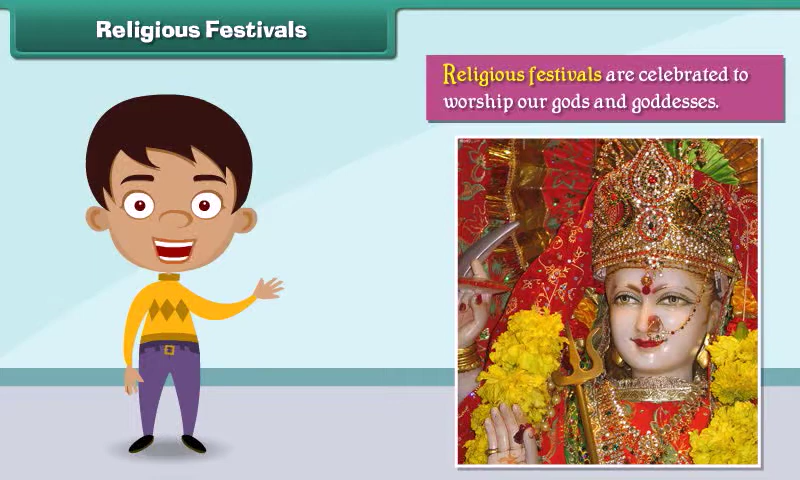 Religious Festivals
Religious festivals are celebrated to
worship our gods and goddesses.